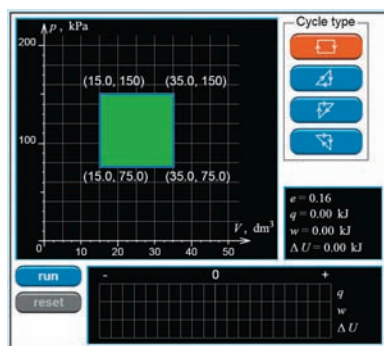 p, kPa
Cycle type
200
(15.0, 150) (35.0, 150)
100
(15.0, 75.0) (35.0, 75.0)
V, dm³
0 10 20 30 40 50
e = 0.16
q = 0.00 kJ
w = 0.00 kJ
Δ U = 0.00 kJ
run
reset
- 0 +
q
w
Δ U